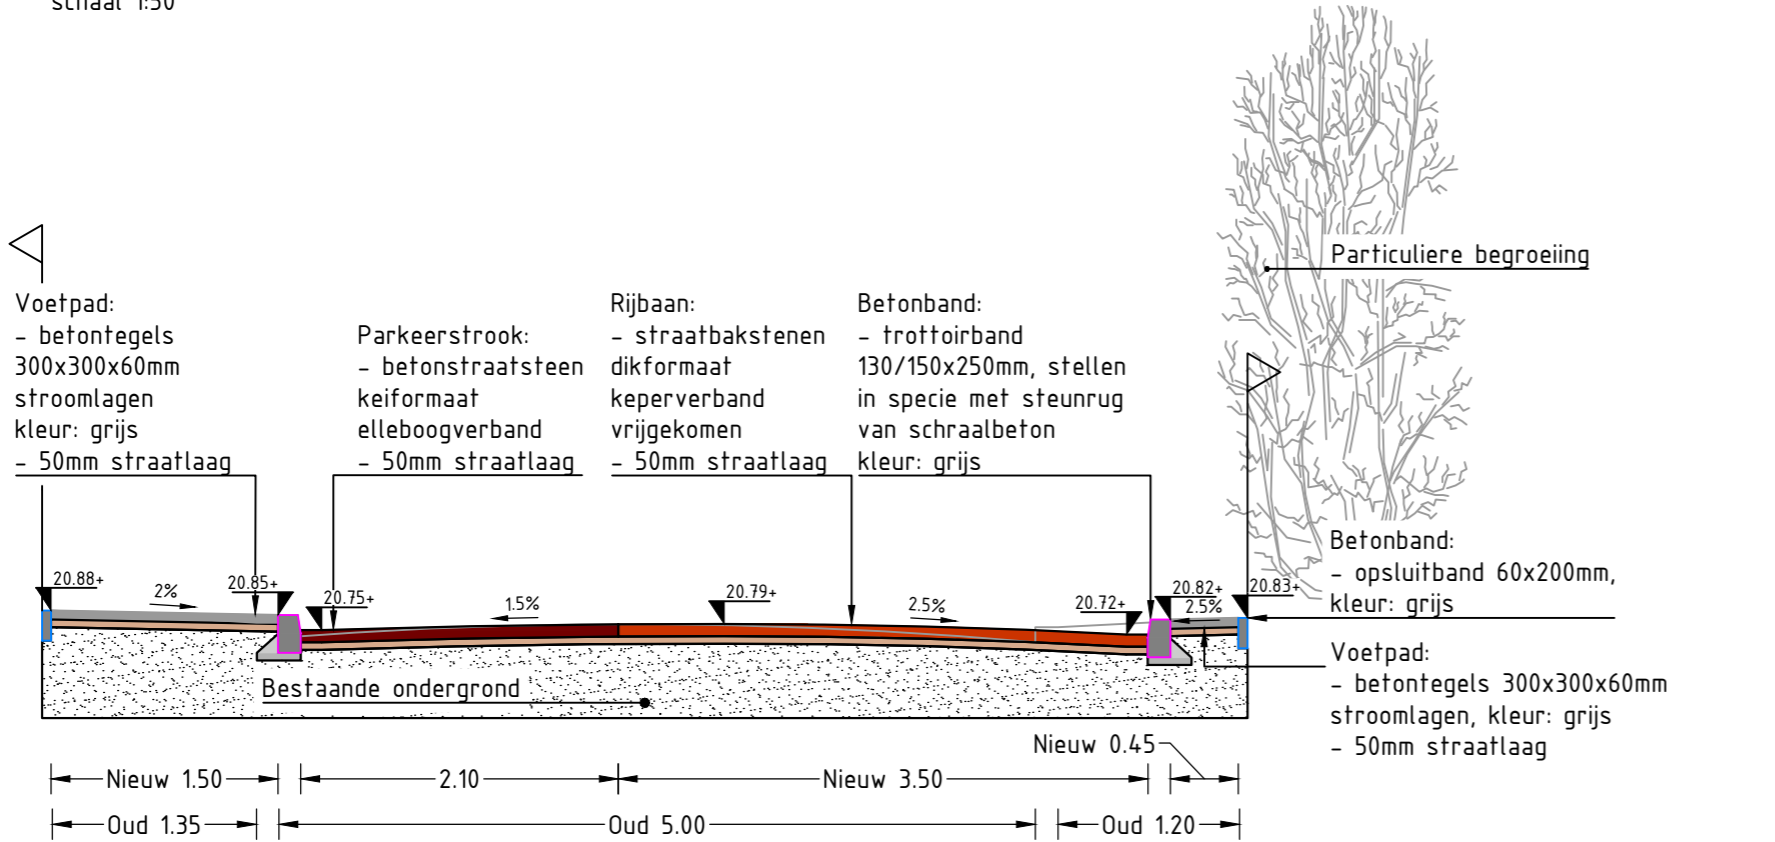 schaal 1:50
Particuliere begroeiing
Voetpad:
- betontegels
300x300x60mm
stroomlagen
kleur: grijs
- 50mm straatlaag
Parkeerstrook:
- betonstraatsteen
keiformaat
elleboogverband
- 50mm straatlaag
Rijbaan:
- straatbakstenen
dikformaat
keperverband
vrijgekomen
- 50mm straatlaag
Betonband:
- trottoirband
130/150x250mm, stellen
in specie met steunrug
van schraalbeton
kleur: grijs
Betonband:
- opsluitband 60x200mm,
kleur: grijs
20.88+
2%
20.85+
20.75+
1.5%
20.79+
2.5%
20.72+
20.82+
2.5%
20.83+
Voetpad:
- betontegels 300x300x60mm
stroomlagen, kleur: grijs
- 50mm straatlaag
Bestaande ondergrond
Nieuw 0.45
Nieuw 1.50
2.10
Nieuw 3.50
Oud 1.35
Oud 5.00
Oud 1.20